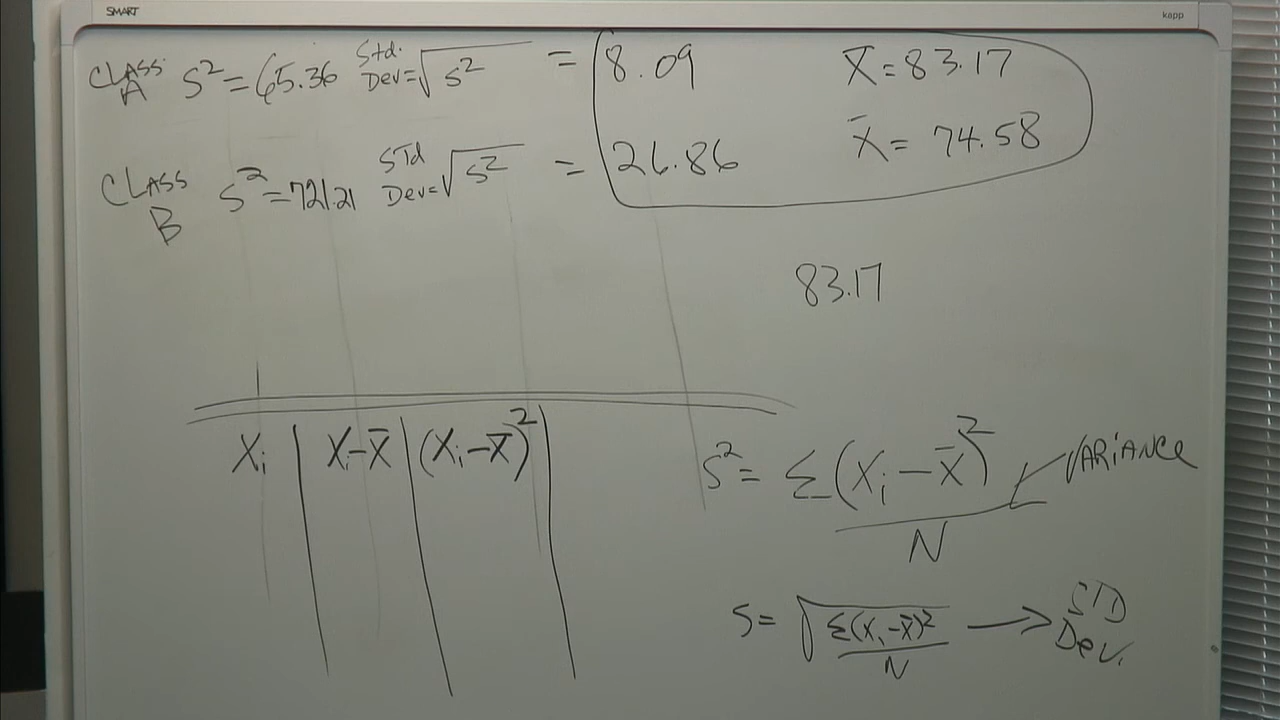 SMART
kapp
CLASS A S² = 65.36 Std. Dev = √S² = 8.09 X̄ = 83.17
CLASS B S² = 721.21 STD Dev = √S² = 26.86 X̄ = 74.58
83.17
Xi | Xi-X̄ | (Xi-X̄)²
S² = Σ(Xi-X̄)² VARIANCE
N
S = √Σ(Xi-X̄)² → STD Dev.
N